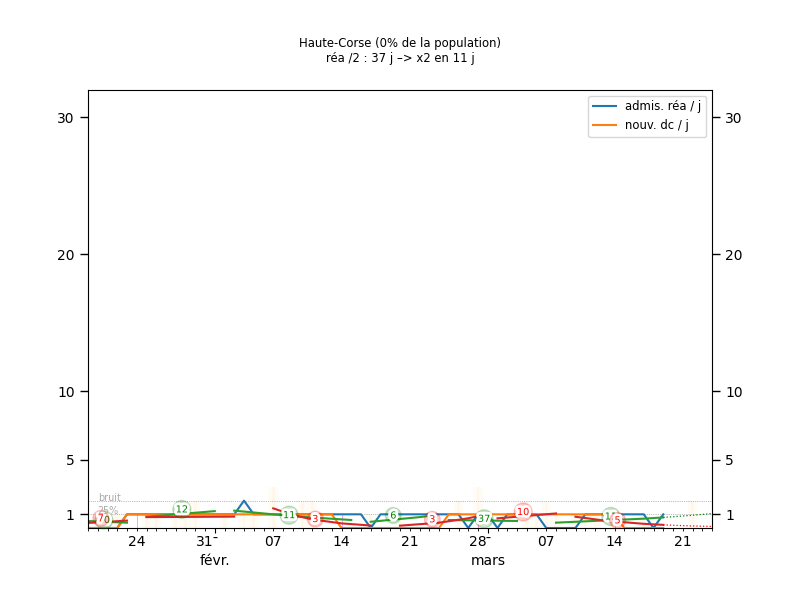 Haute-Corse (0% de la population)
réa /2 : 37 j –> x2 en 11 j
admis. réa / j
nouv. dc / j
30 30
20 20
10 10
5 5
1 1
bruit
25%
12 11 3 6 3 37 10 5
24 31 07 14 21 28 07 14 21
févr. mars